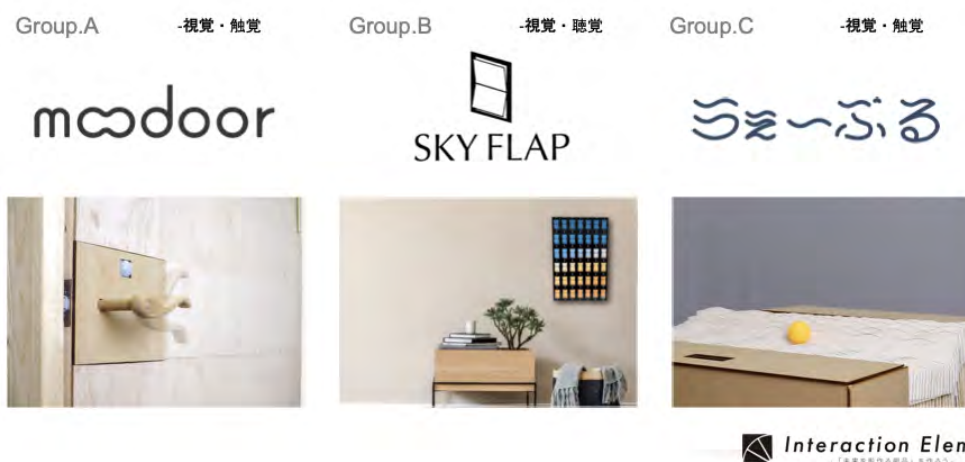 Group.A
-視覚・触覚
Group.B
-視覚・聴覚
Group.C
-視覚・触覚
moodoor
SKY FLAP
うぇーぶる
Interaction Elem